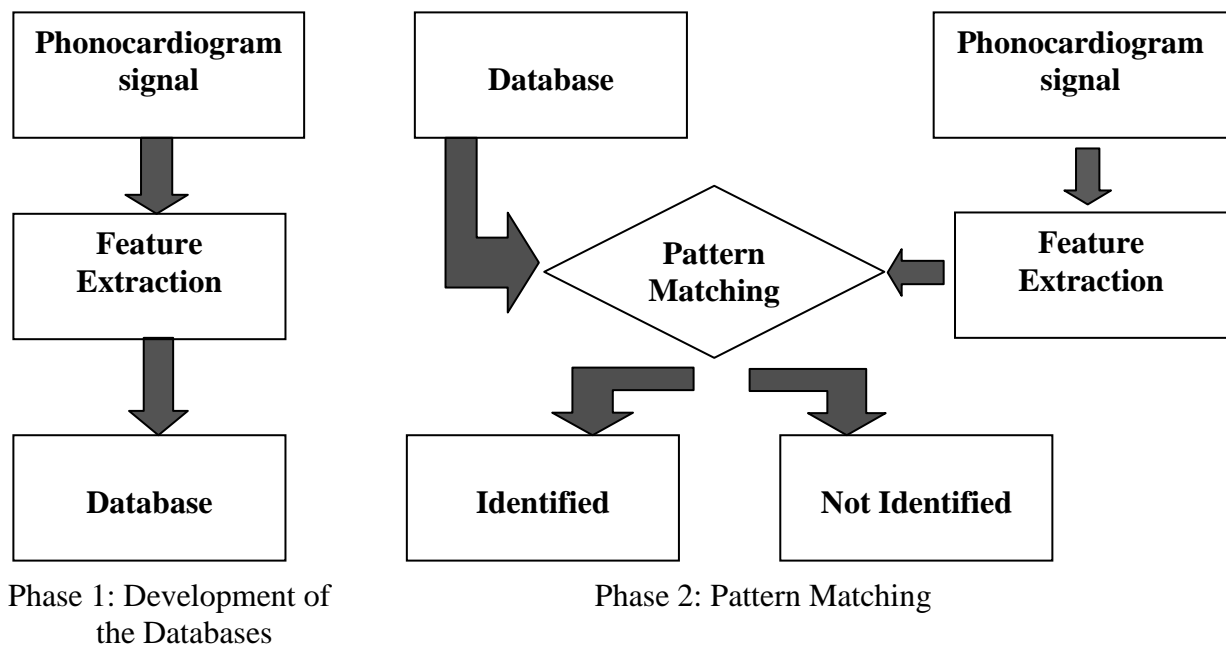 Phonocardiogram
signal
Feature
Extraction
Database
Phase 1: Development of
the Databases
Database
Phonocardiogram
signal
Pattern
Matching
Feature
Extraction
Identified
Not Identified
Phase 2: Pattern Matching